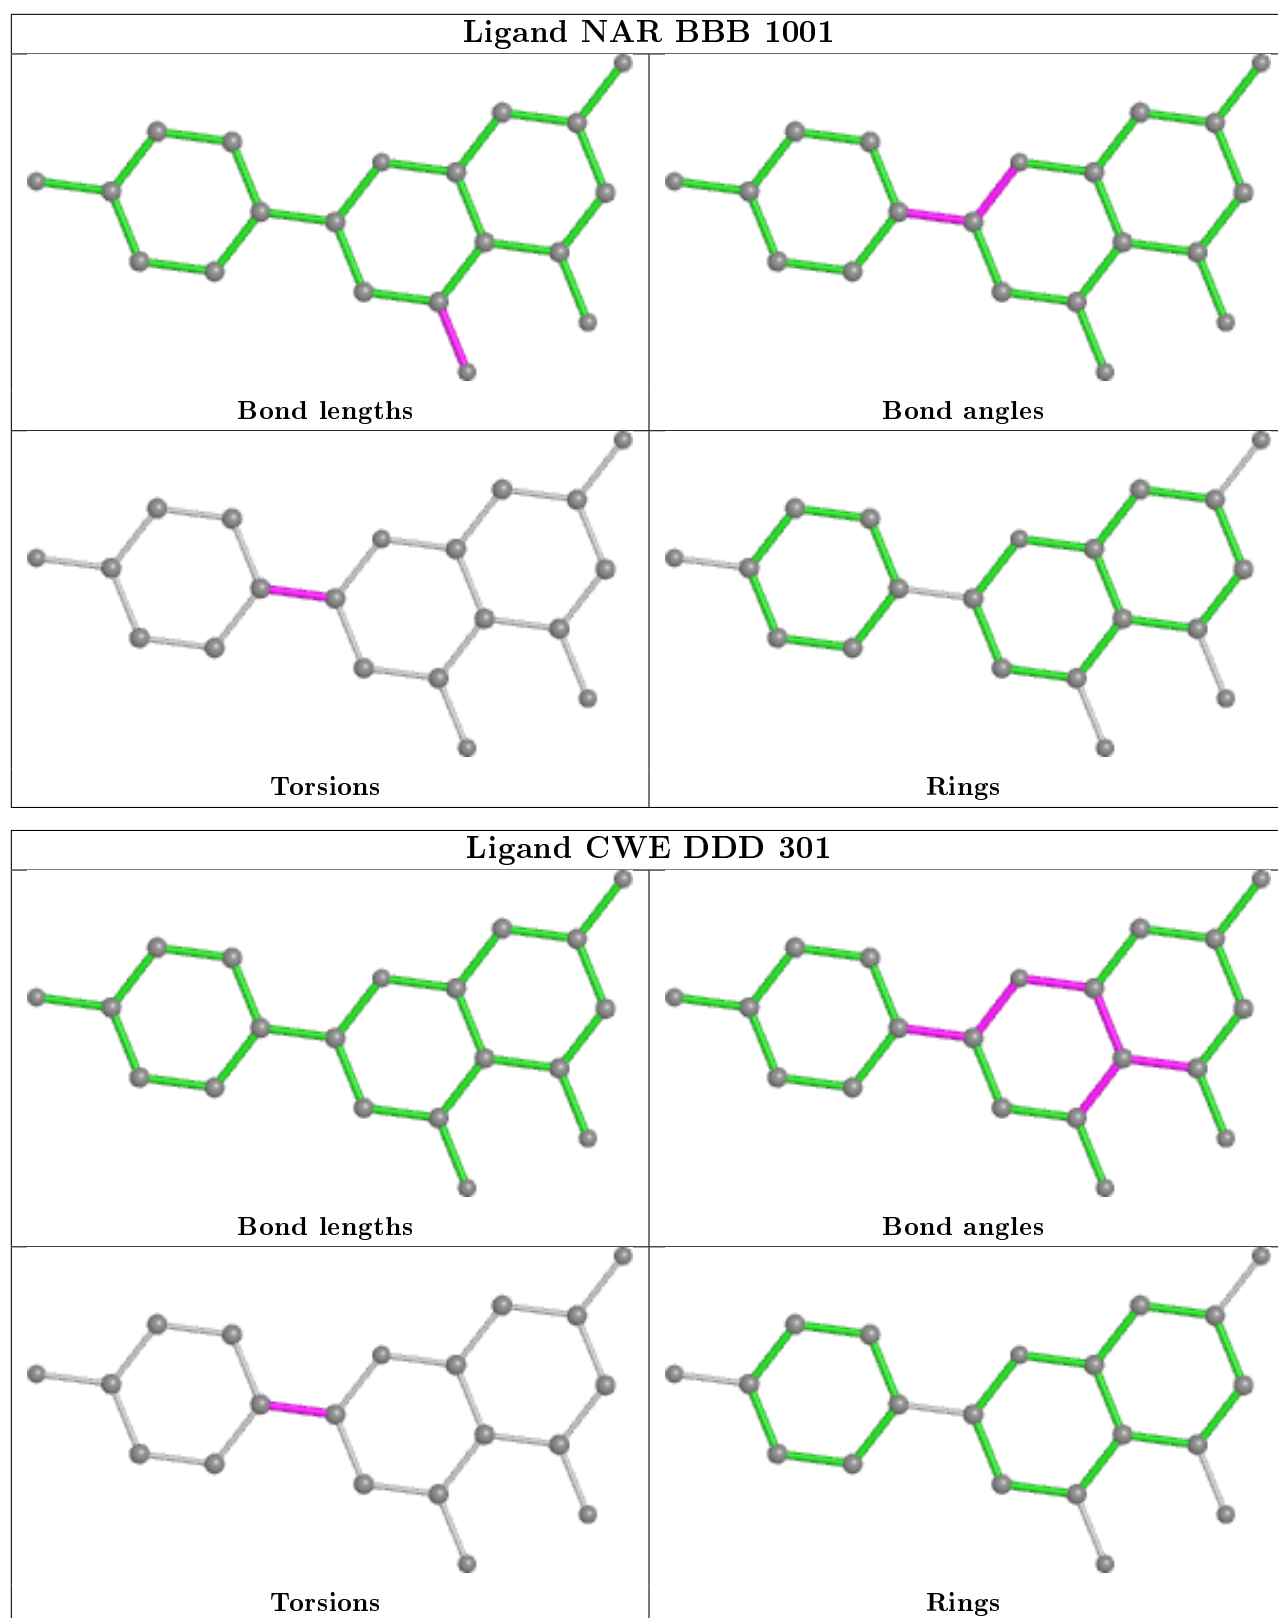 Ligand NAR BBB 1001
Bond lengths
Bond angles
Torsions
Rings
Ligand CWE DDD 301
Bond lengths
Bond angles
Torsions
Rings